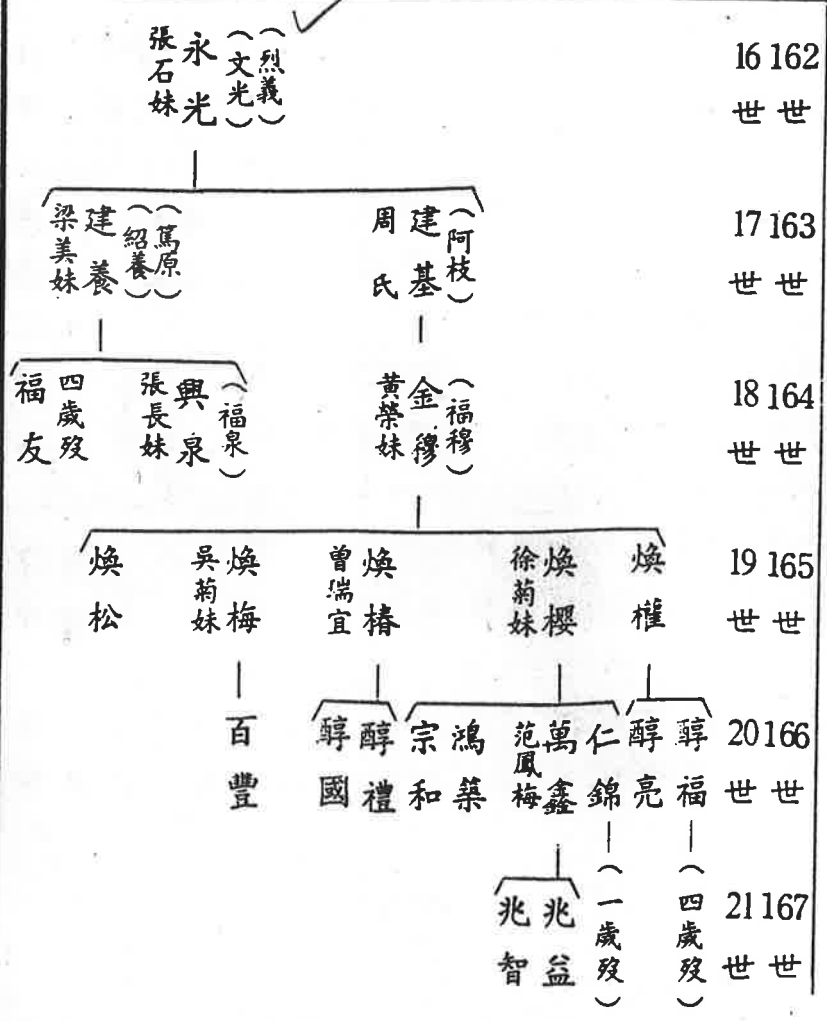 162世
16世
（烈義）
（文光）
永光
張石妹
163世
17世
（阿枝）
建基
周氏
（篤原）
（紹養）
建養
梁美妹
164世
18世
（福穆）
金穆
黃榮妹
（福泉）
興泉
張長妹
四歲歿
福友
165世
19世
煥權
煥櫻
徐菊妹
煥椿
曾瑞宜
煥梅
吳菊妹
煥松
166世
20世
醇福
醇亮
仁錦
萬鑫
范鳳梅
鴻築
宗和
醇禮
醇國
百豐
167世
21世
（四歲歿）
（一歲歿）
兆益
兆智